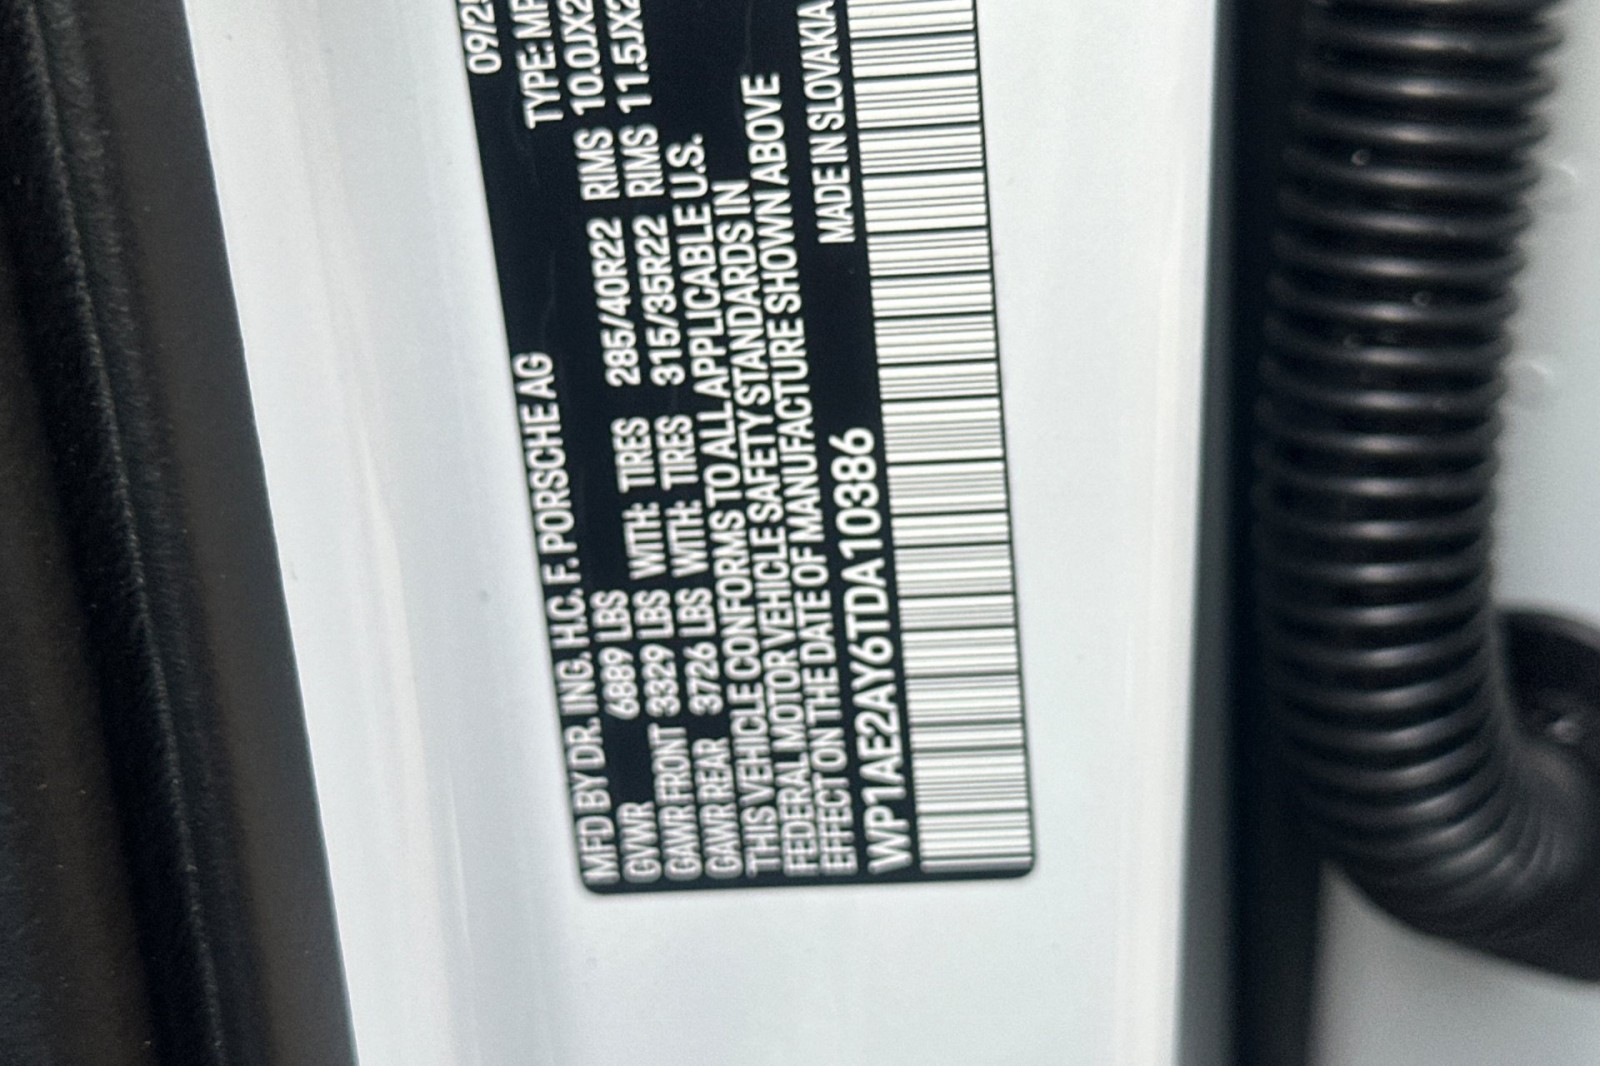 MFD BY DR. ING. H.C. F. PORSCHE AG 09/25
GVWR 6889 LBS TYPE: MP
GAWR FRONT 3329 LBS WITH: TIRES 285/40R22 RIMS 10.0JX2
GAWR REAR 3726 LBS WITH: TIRES 315/35R22 RIMS 11.5JX2
THIS VEHICLE CONFORMS TO ALL APPLICABLE U.S.
FEDERAL MOTOR VEHICLE SAFETY STANDARDS IN
EFFECT ON THE DATE OF MANUFACTURE SHOWN ABOVE
WP1AE2AY6TDA10386 MADE IN SLOVAKIA